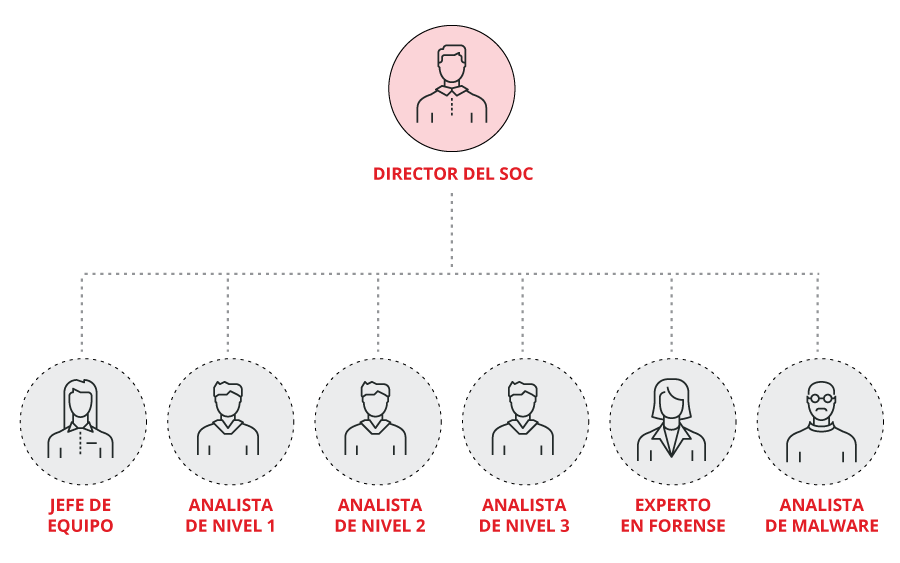 DIRECTOR DEL SOC
JEFE DE
EQUIPO
ANALISTA
DE NIVEL 1
ANALISTA
DE NIVEL 2
ANALISTA
DE NIVEL 3
EXPERTO
EN FORENSE
ANALISTA
DE MALWARE